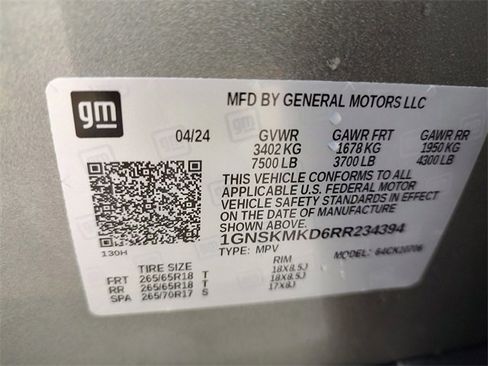 gm
MFD BY GENERAL MOTORS LLC
04/24 GVWR GAWR FRT GAWR RR
3402 KG 1678 KG 1950 KG
7500 LB 3700 LB 4300 LB
THIS VEHICLE CONFORMS TO ALL
APPLICABLE U.S. FEDERAL MOTOR
VEHICLE SAFETY STANDARDS IN
EFFECT ON THE DATE OF MANUFACTURE
SHOWN ABOVE.
1GNSKMKD6RR234394
130H
TYPE: MPV MODEL: 64CK10706
TIRE SIZE RIM
FRT 265/65R18 T 18X8.5J
RR 265/65R18 T 18X8.5J
SPA 265/70R17 S 17X8J